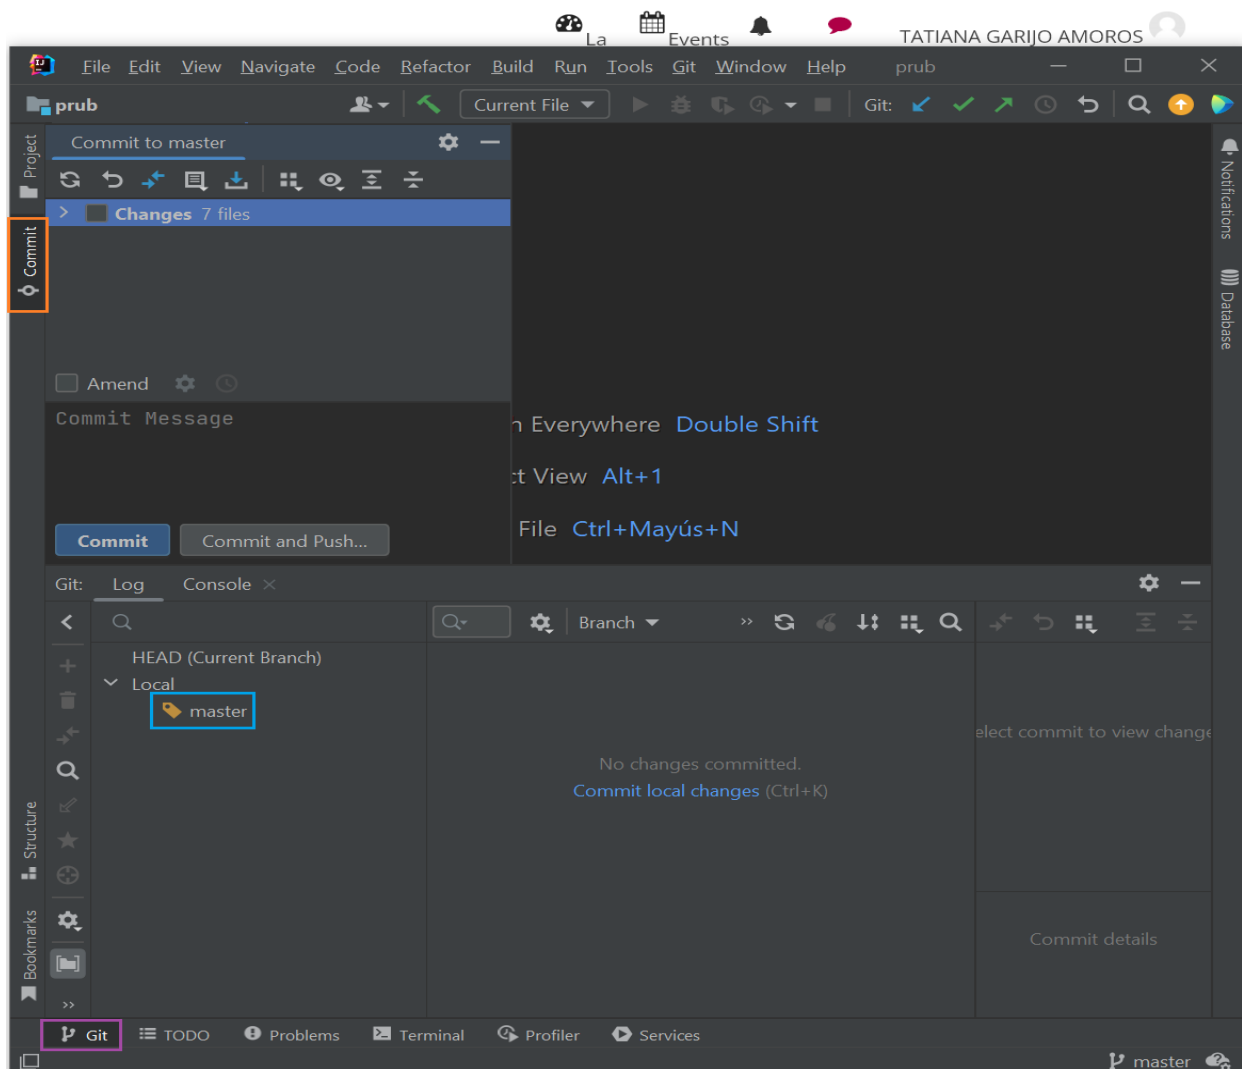 La
Events
TATIANA GARIJO AMOROS
File Edit View Navigate Code Refactor Build Run Tools Git Window Help prub
prub
Current File
Git:
Project
Commit to master
Changes 7 files
Commit
Notifications
Database
Amend
Commit Message
Everywhere Double Shift
View Alt+1
File Ctrl+Mayús+N
Commit
Commit and Push...
Git: Log Console
Branch
HEAD (Current Branch)
Local
master
commit to view
No changes committed.
Commit local changes (Ctrl+K)
Structure
Bookmarks
Commit details
Git TODO Problems Terminal Profiler Services
master